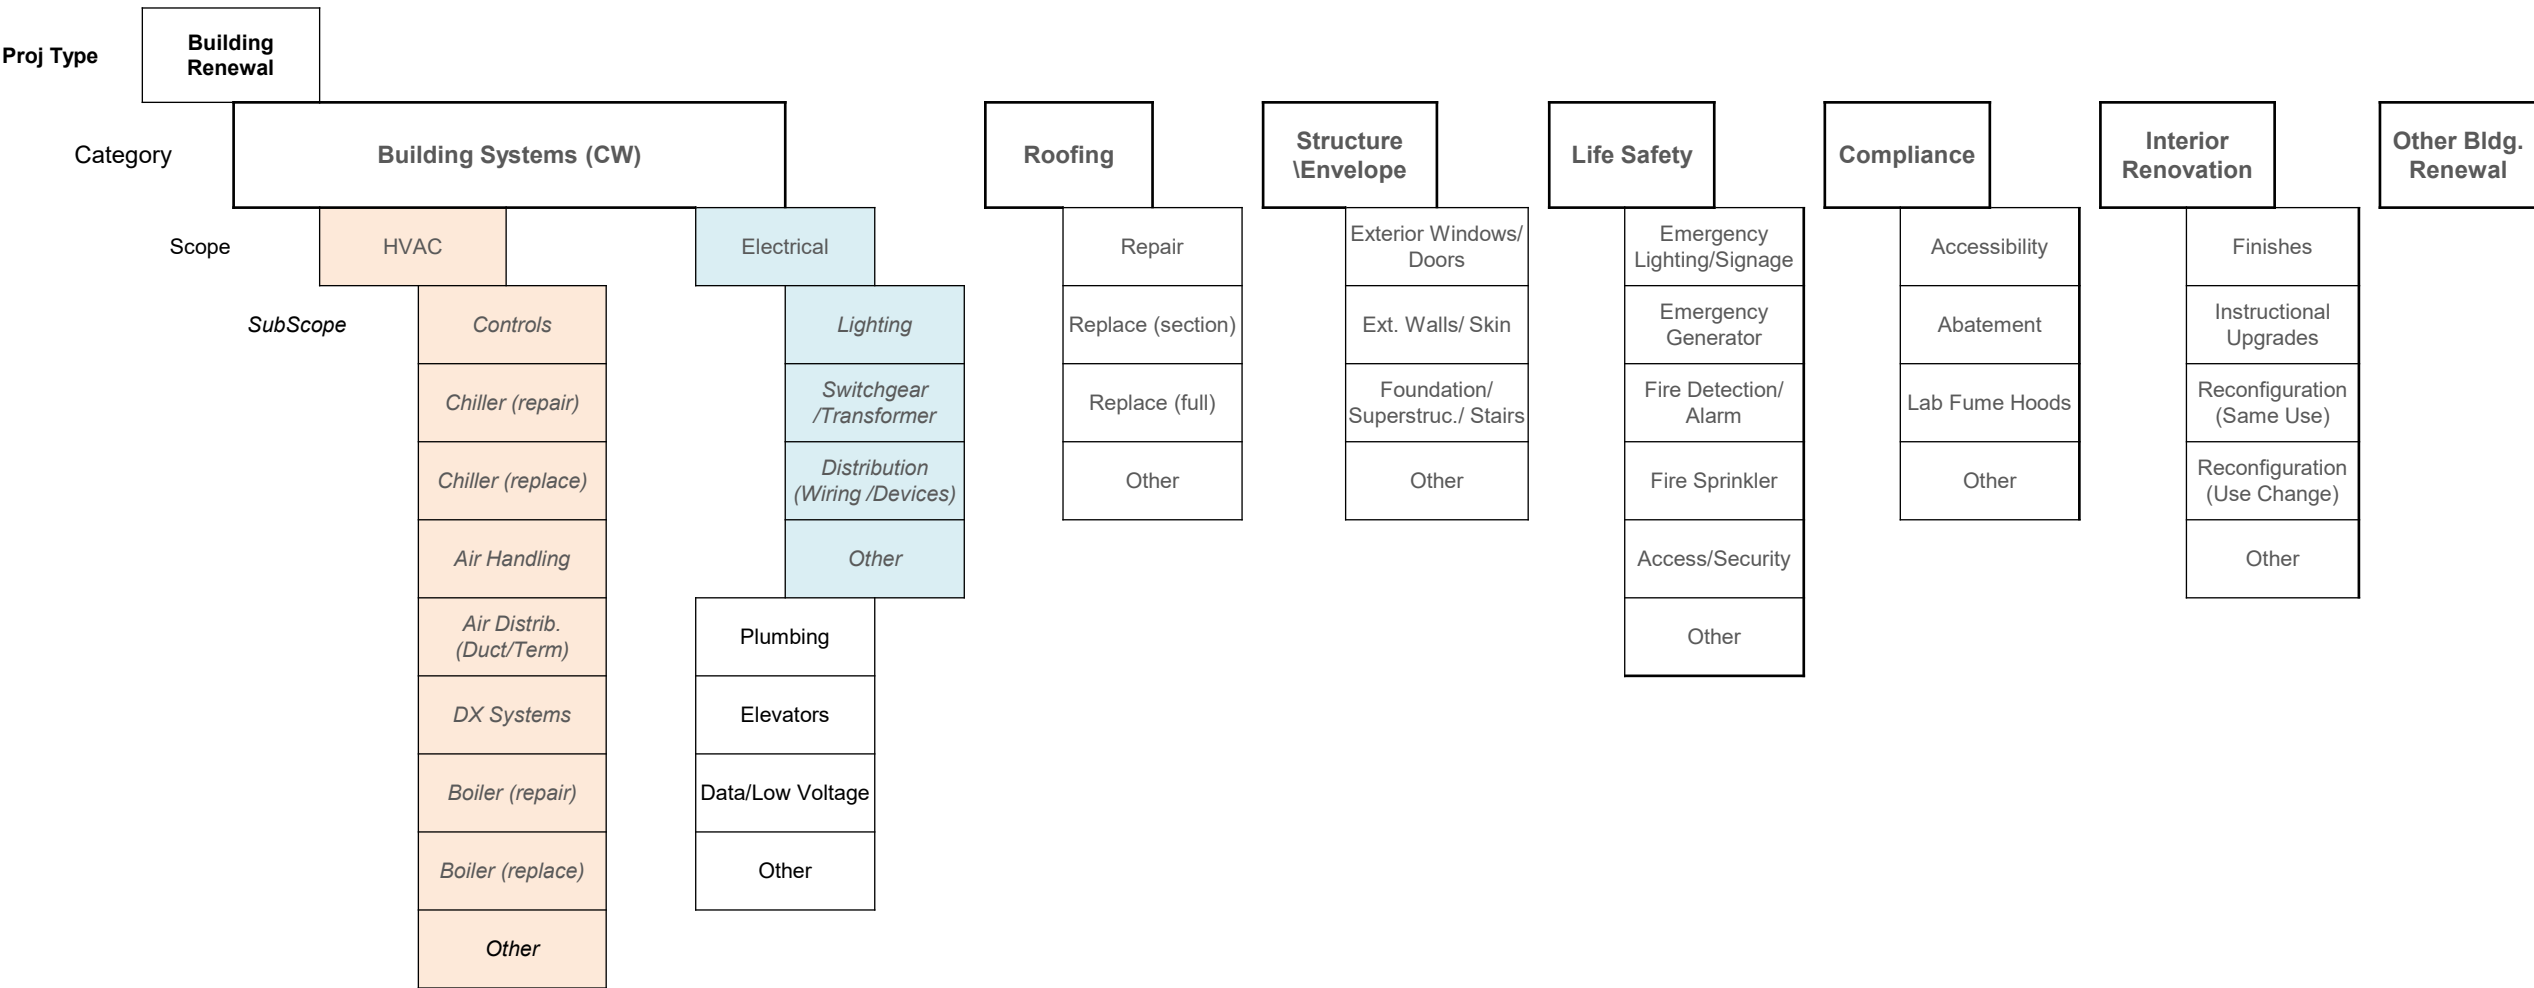 Proj Type
Building
Renewal
Category
Building Systems (CW)
Roofing
Structure
\Envelope
Life Safety
Compliance
Interior
Renovation
Other Bldg.
Renewal
Scope
HVAC
SubScope
Controls
Chiller (repair)
Chiller (replace)
Air Handling
Air Distrib.
(Duct/Term)
DX Systems
Boiler (repair)
Boiler (replace)
Other
Electrical
Lighting
Switchgear
/Transformer
Distribution
(Wiring /Devices)
Other
Plumbing
Elevators
Data/Low Voltage
Other
Repair
Replace (section)
Replace (full)
Other
Exterior Windows/
Doors
Ext. Walls/ Skin
Foundation/
Superstruc./ Stairs
Other
Emergency
Lighting/Signage
Emergency
Generator
Fire Detection/
Alarm
Fire Sprinkler
Access/Security
Other
Accessibility
Abatement
Lab Fume Hoods
Other
Finishes
Instructional
Upgrades
Reconfiguration
(Same Use)
Reconfiguration
(Use Change)
Other